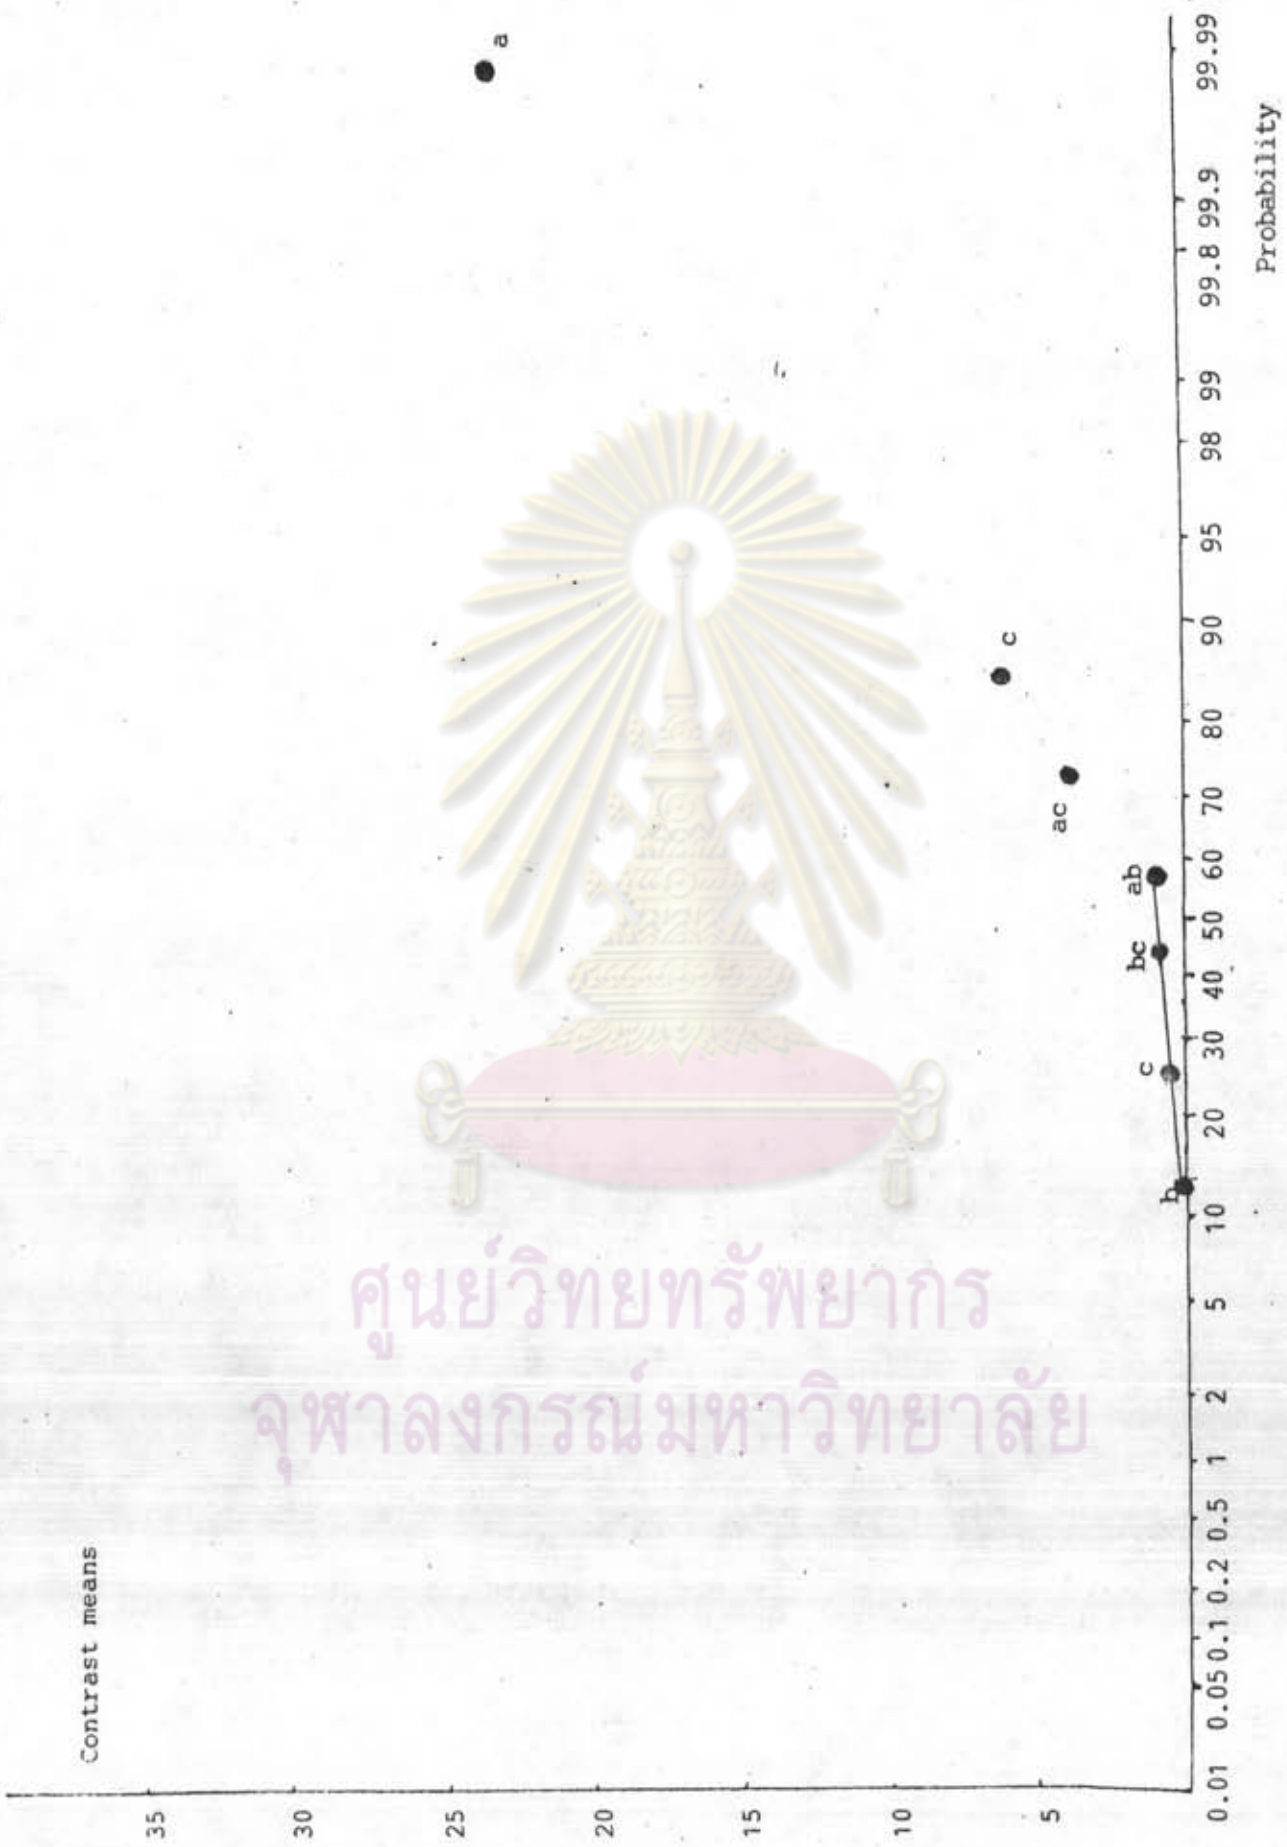 Contrast means
35
30
25
20
15
10
5
a
c
ac
ab
bc
c
b
0.01 0.05 0.1 0.2 0.5 1 2 5 10 20 30 40 50 60 70 80 90 95 98 99 99.8 99.9 99.99
Probability
ศูนย์วิทยทรัพยากร
จุฬาลงกรณ์มหาวิทยาลัย